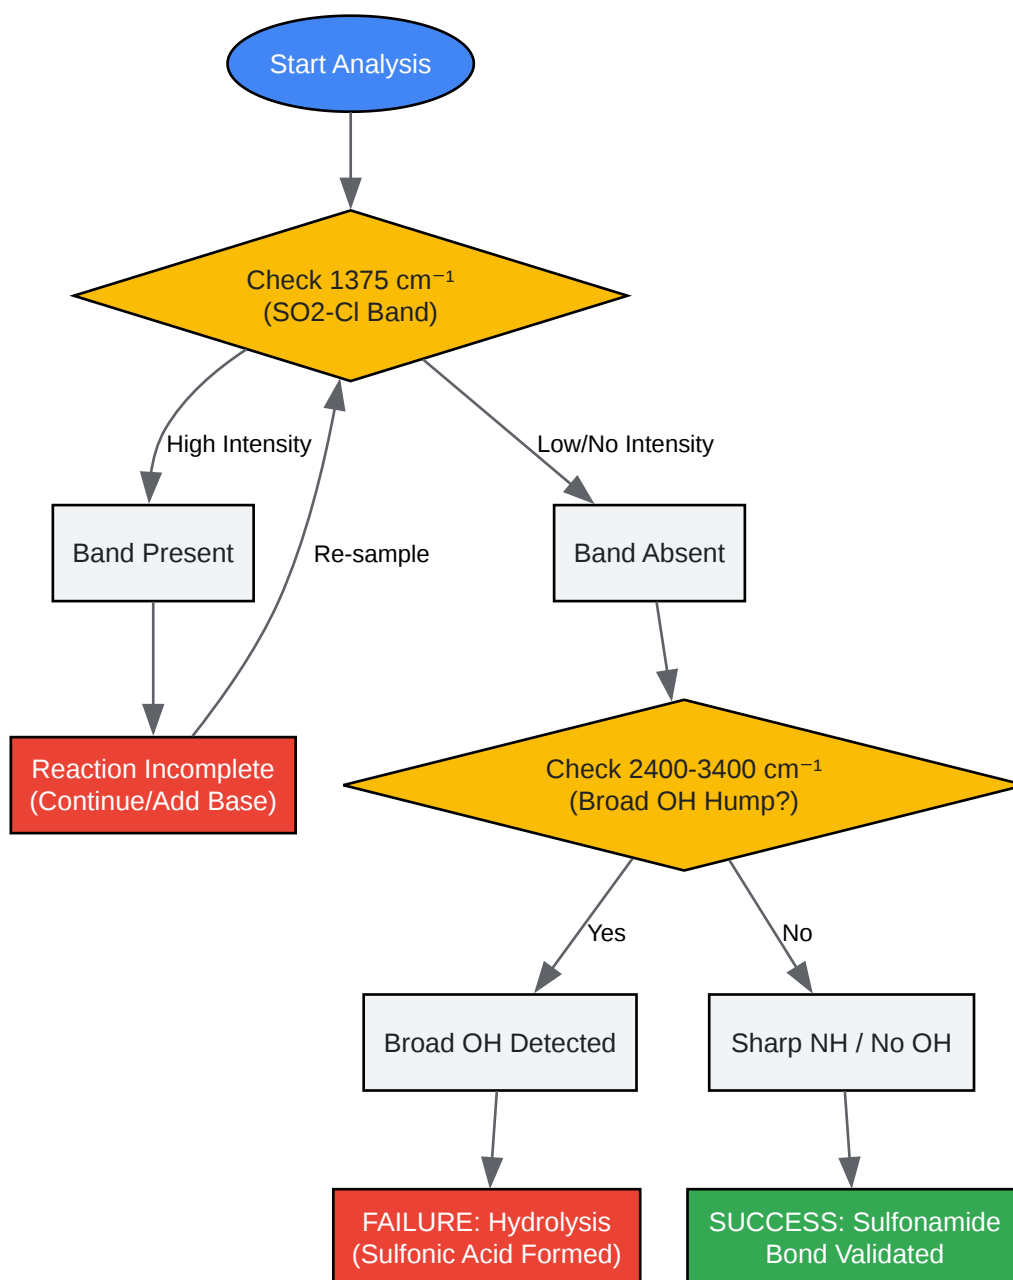 Start Analysis
Check 1375 cm⁻¹
(SO2-Cl Band)
High Intensity
Low/No Intensity
Band Present
Re-sample
Band Absent
Reaction Incomplete
(Continue/Add Base)
Check 2400-3400 cm⁻¹
(Broad OH Hump?)
Yes
No
Broad OH Detected
Sharp NH / No OH
FAILURE: Hydrolysis
(Sulfonic Acid Formed)
SUCCESS: Sulfonamide
Bond Validated